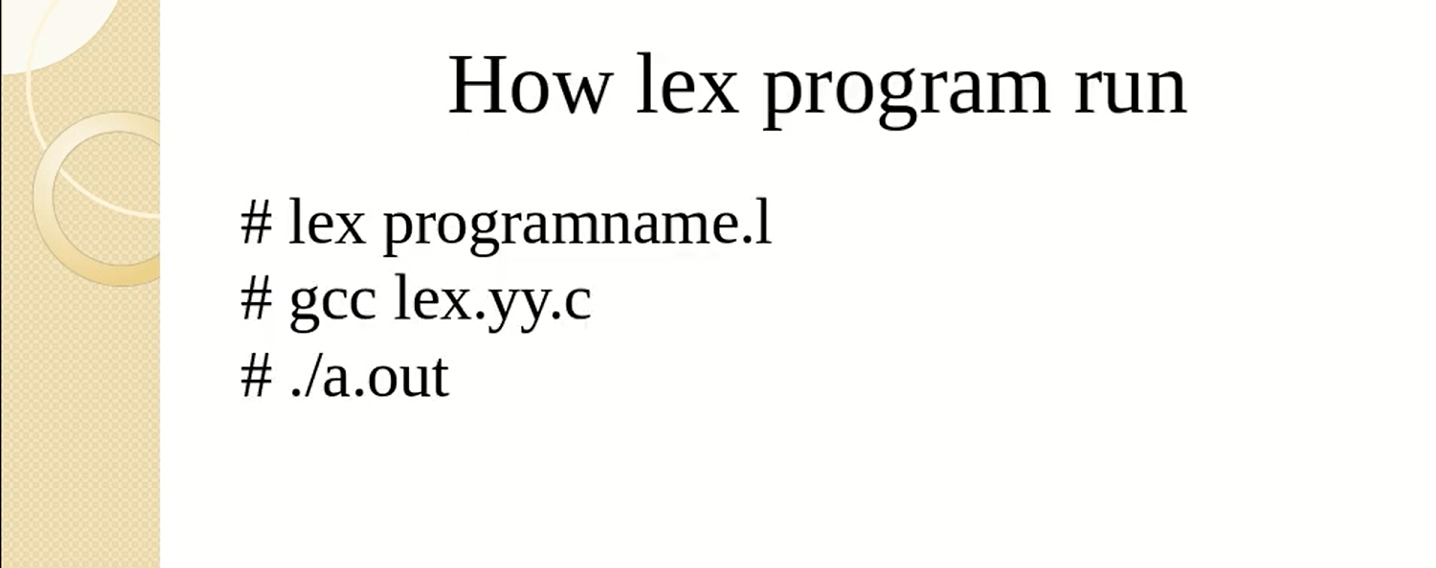 How lex program run
# lex programname.l
# gcc lex.yy.c
# ./a.out